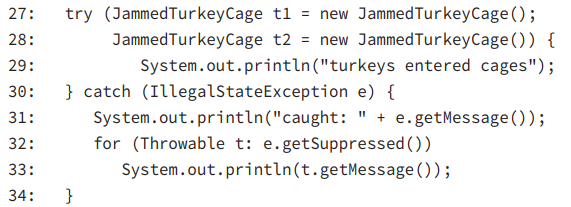 27:   try (JammedTurkeyCage t1 = new JammedTurkeyCage();
28:        JammedTurkeyCage t2 = new JammedTurkeyCage()) {
29:           System.out.println("turkeys entered cages");
30:   } catch (IllegalStateException e) {
31:      System.out.println("caught: " + e.getMessage());
32:      for (Throwable t: e.getSuppressed())
33:         System.out.println(t.getMessage());
34:   }